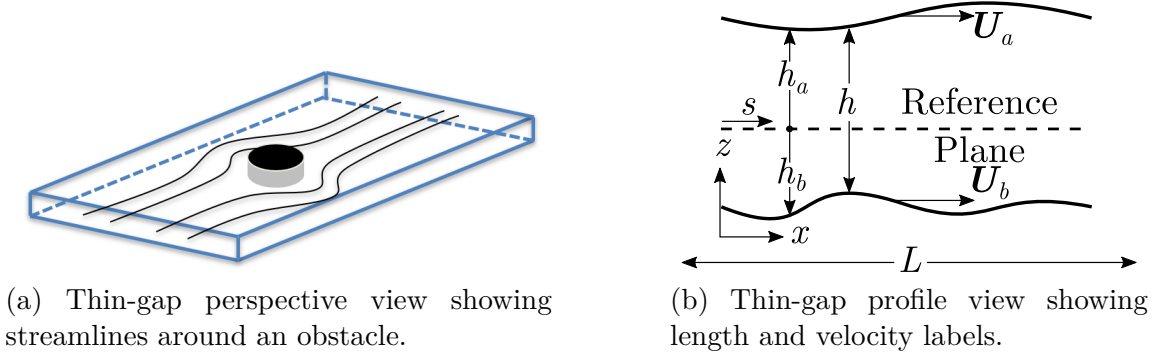 U_a
h_a
h
s
Reference
Plane
z
h_b
U_b
x
L
(a) Thin-gap perspective view showing
streamlines around an obstacle.
(b) Thin-gap profile view showing
length and velocity labels.